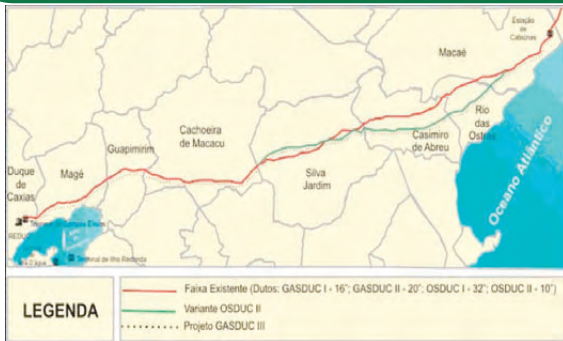 Estação
de Cabiúnas
Macaé
Rio
das
Ostras
Cachoeira
de Macacu
Casimiro
de Abreu
Guapimirim
Silva
Jardim
Duque
de
Caxias
Magé
Oceano Atlântico
Terminal de Ilha Redonda
LEGENDA
Faixa Existente (Dutos: GASDUC I - 16"; GASDUC II - 20"; OSDUC I - 32"; OSDUC II - 10")
Variante OSDUC II
Projeto GASDUC III